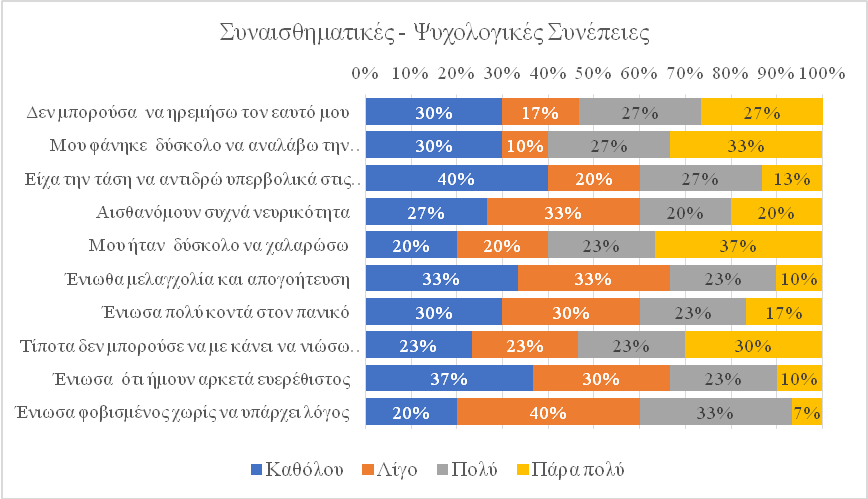 Συναισθηματικές - Ψυχολογικές Συνέπειες
0% 10% 20% 30% 40% 50% 60% 70% 80% 90% 100%
Δεν μπορούσα να ηρεμήσω τον εαυτό μου 30% 17% 27% 27%
Μου φάνηκε δύσκολο να αναλάβω την.. 30% 10% 27% 33%
Είχα την τάση να αντιδρώ υπερβολικά στις.. 40% 20% 27% 13%
Αισθανόμουν συχνά νευρικότητα 27% 33% 20% 20%
Μου ήταν δύσκολο να χαλαρώσω 20% 20% 23% 37%
Ένιωθα μελαγχολία και απογοήτευση 33% 33% 23% 10%
Ένιωσα πολύ κοντά στον πανικό 30% 30% 23% 17%
Τίποτα δεν μπορούσε να με κάνει να νιώσω.. 23% 23% 23% 30%
Ένιωσα ότι ήμουν αρκετά ευερέθιστος 37% 30% 23% 10%
Ένιωσα φοβισμένος χωρίς να υπάρχει λόγος 20% 40% 33% 7%
Καθόλου Λίγο Πολύ Πάρα πολύ